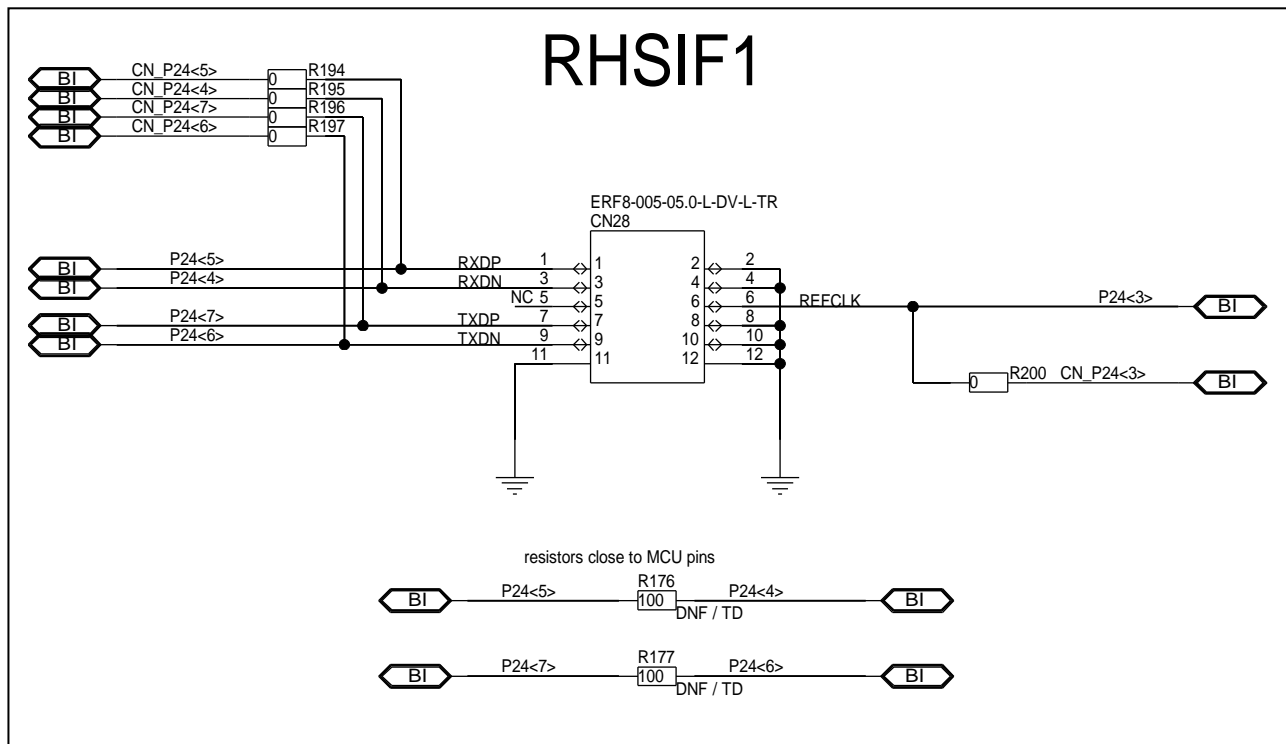 RHSIF1
BI CN_P24<5> 0 R194
BI CN_P24<4> 0 R195
BI CN_P24<7> 0 R196
BI CN_P24<6> 0 R197
ERF8-005-05.0-L-DV-L-TR
CN28
BI P24<5> RXDP 1 1 2 2
BI P24<4> RXDN 3 3 4 4
NC 5 5 6 6 REFCLK P24<3> BI
BI P24<7> TXDP 7 7 8 8
BI P24<6> TXDN 9 9 10 10
11 11 12 12
0 R200 CN_P24<3> BI
resistors close to MCU pins
R176
BI P24<5> 100 P24<4> BI
DNF / TD
R177
BI P24<7> 100 P24<6> BI
DNF / TD